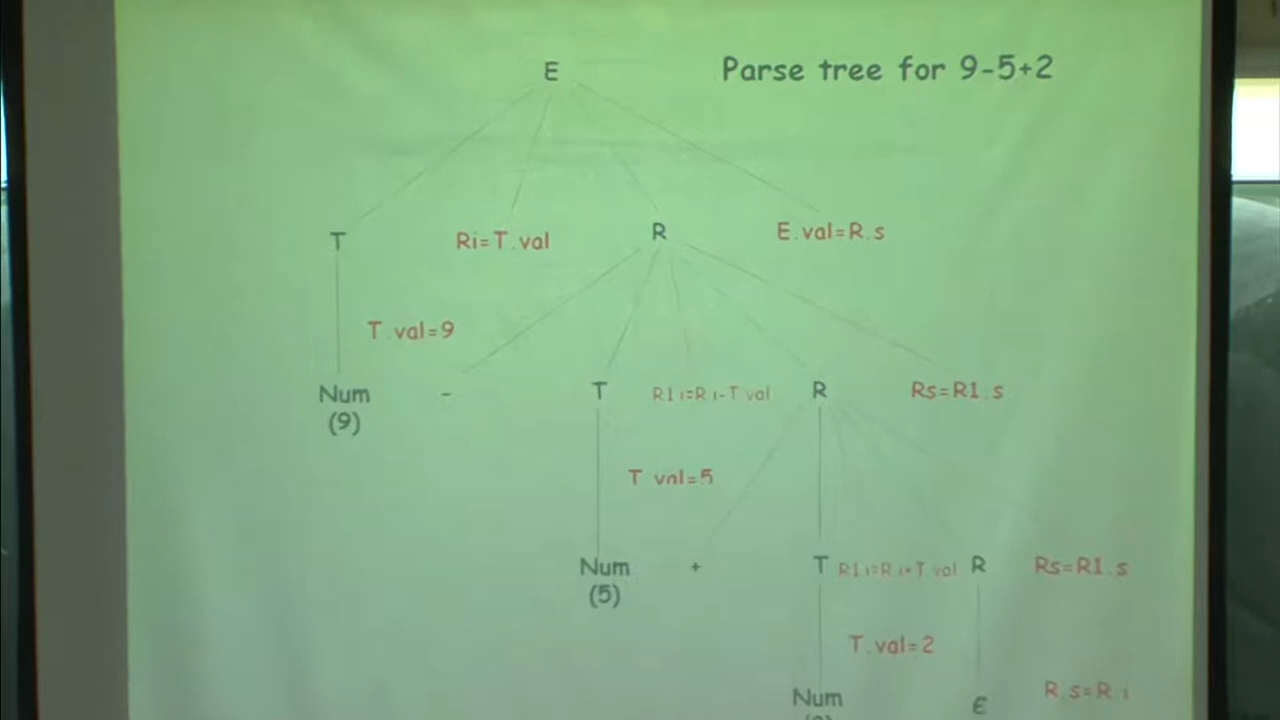 E
Parse tree for 9-5+2
T
Ri=T.val
R
E.val=R.s
T.val=9
Num
(9)
-
T
R1.i=R.i-T.val
R
Rs=R1.s
T val=5
Num
(5)
+
T
R1.i=R.i+T.val
R
Rs=R1.s
T.val=2
Num
ϵ
R.s=R.i